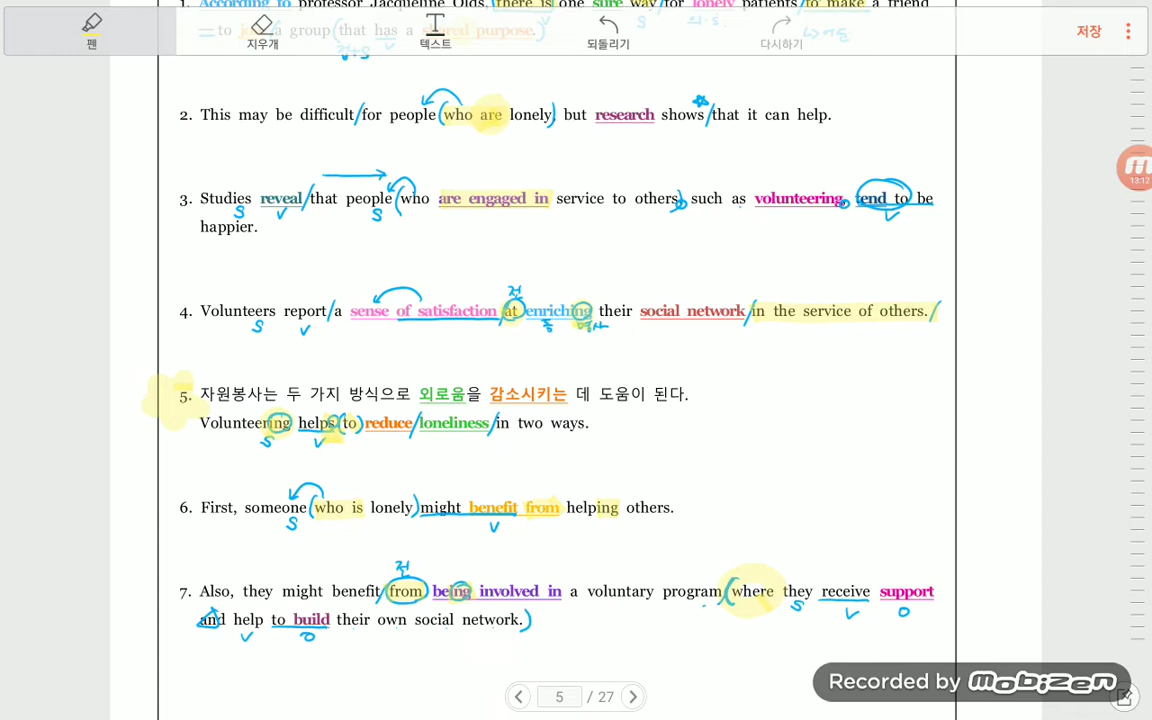 1. According to professor Jacqueline Olds, there is one sure way for lonely patients to make a friend
= to join a group (that has a shared purpose.)
펜
지우개
텍스트
되돌리기
다시하기
저장
13:12
2. This may be difficult/for people (who are lonely), but research shows/that it can help.
3. Studies reveal/that people (who are engaged in service to others), such as volunteering, tend to be
S V S V
happier.
전
4. Volunteers report/a sense of satisfaction/at enriching their social network/in the service of others./
S V 동 명사
5. 자원봉사는 두 가지 방식으로 외로움을 감소시키는 데 도움이 된다.
Volunteering helps (to) reduce/loneliness/in two ways.
S V
6. First, someone (who is lonely) might benefit from helping others.
S V
전
7. Also, they might benefit/from being involved in a voluntary program, (where they receive support
S V O
and help to build their own social network.)
V O
5 / 27
Recorded by mobizen